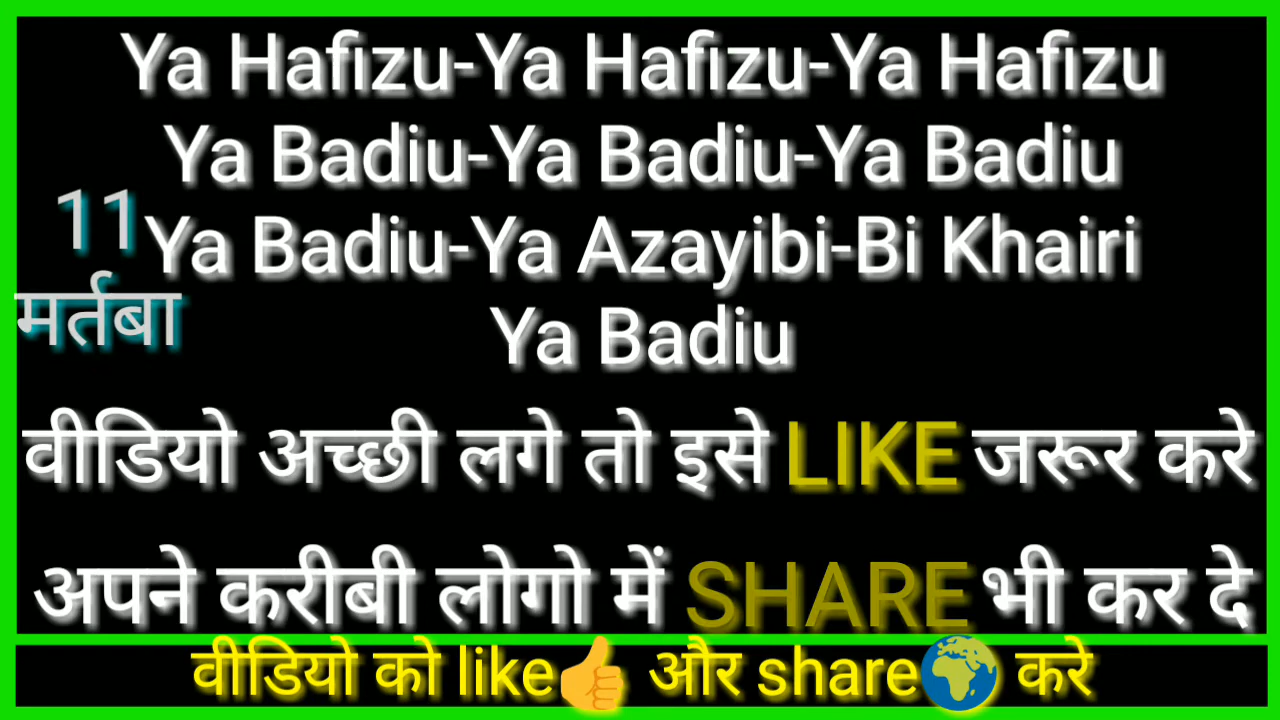 Ya Hafizu-Ya Hafizu-Ya Hafizu
Ya Badiu-Ya Badiu-Ya Badiu
11
मर्तबा
Ya Badiu-Ya Azayibi-Bi Khairi
Ya Badiu
वीडियो अच्छी लगे तो इसे LIKE जरूर करे
अपने करीबी लोगो में SHARE भी कर दे
वीडियो को like👍 और share🌍 करे